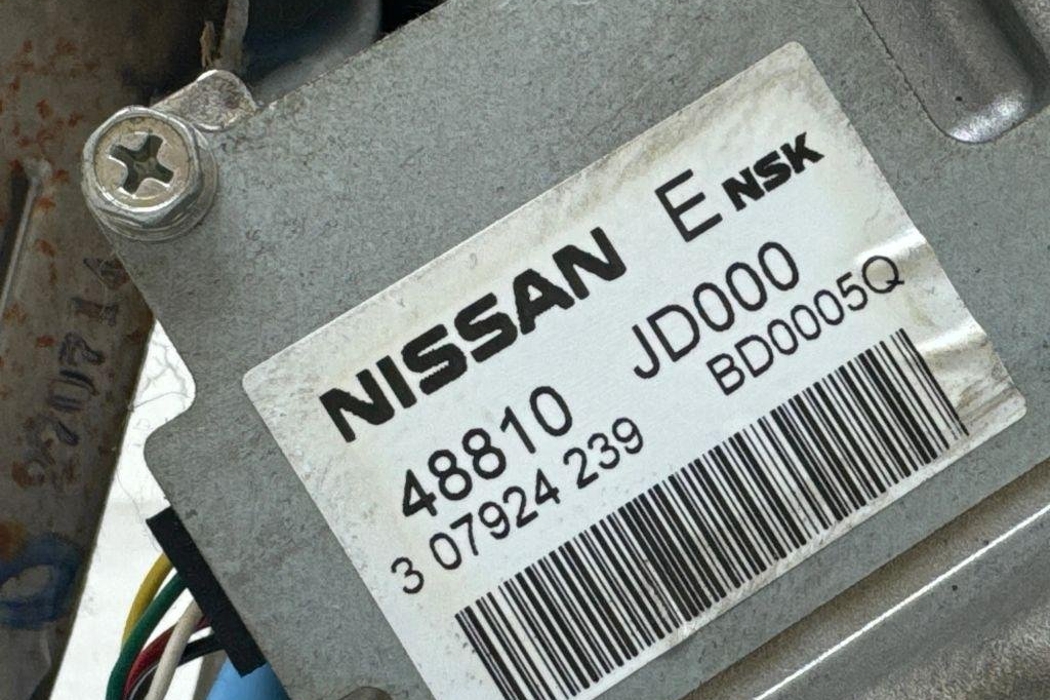 NISSAN E NSK
48810 JD000
3 07924 239 BD0005Q